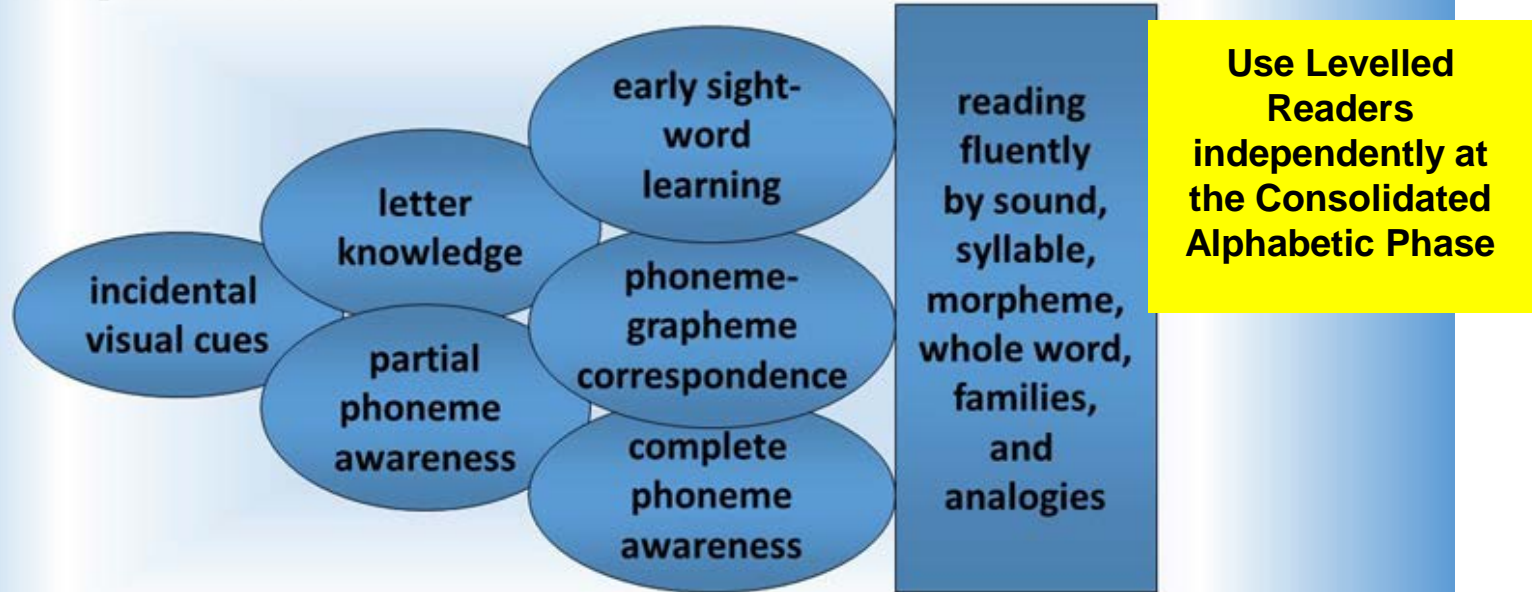 incidental
visual cues
letter
knowledge
partial
phoneme
awareness
early sight-
word
learning
phoneme-
grapheme
correspondence
complete
phoneme
awareness
reading
fluently
by sound,
syllable,
morpheme,
whole word,
families,
and
analogies
Use Levelled
Readers
independently at
the Consolidated
Alphabetic Phase